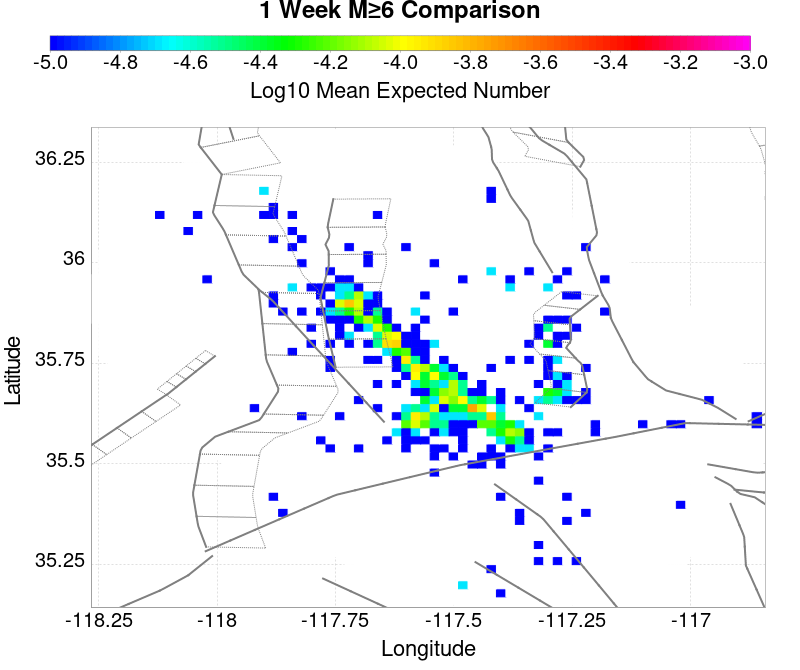 1 Week M≥6 Comparison
-5.0 -4.8 -4.6 -4.4 -4.2 -4.0 -3.8 -3.6 -3.4 -3.2 -3.0
Log10 Mean Expected Number
36.25
36
35.75
35.5
35.25
Latitude
-118.25 -118 -117.75 -117.5 -117.25 -117
Longitude